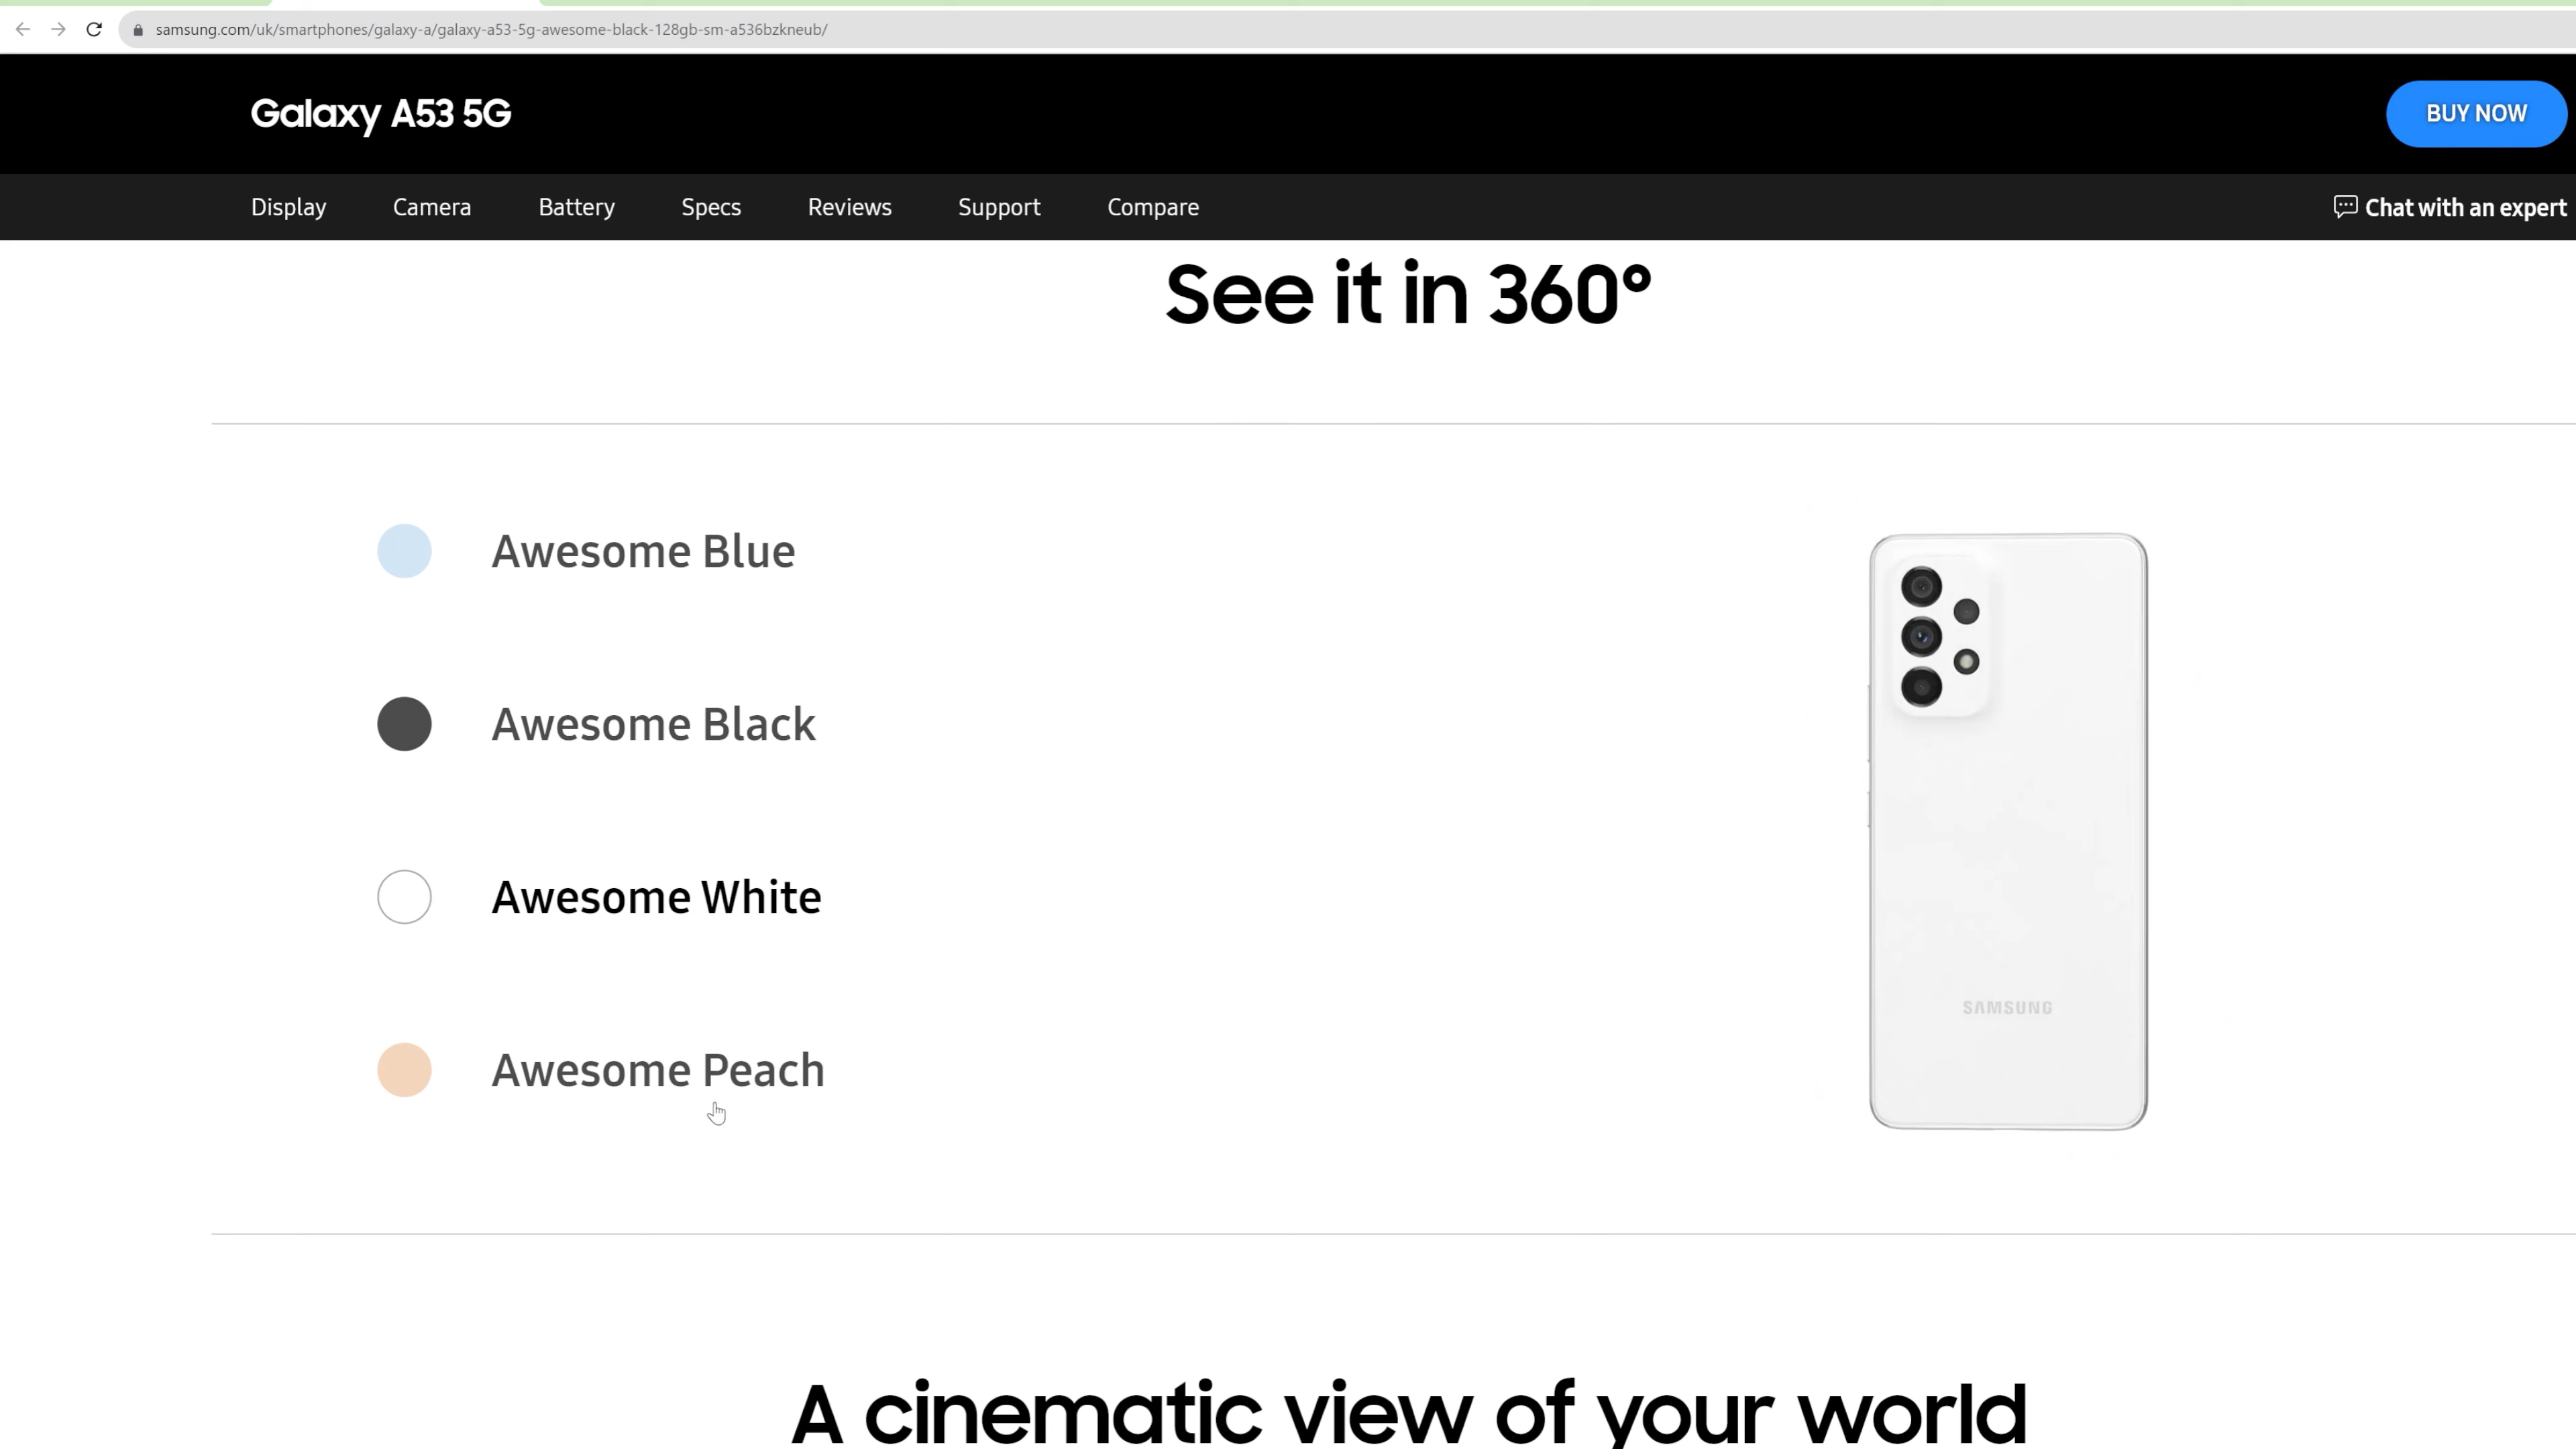 samsung.com/uk/smartphones/galaxy-a/galaxy-a53-5g-awesome-black-128gb-sm-a536bzkneub/
Galaxy A53 5G
BUY NOW
Display Camera Battery Specs Reviews Support Compare
Chat with an expert
See it in 360°
Awesome Blue
Awesome Black
Awesome White
Awesome Peach
SAMSUNG
A cinematic view of your world